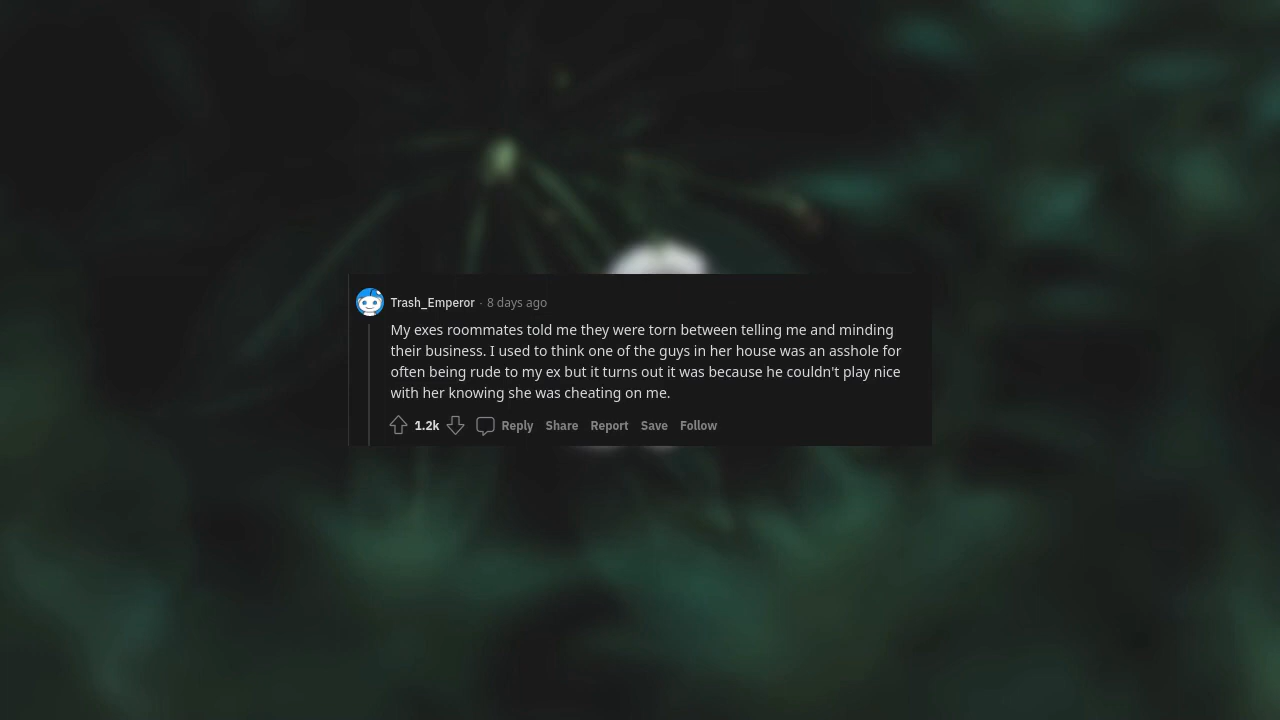 Trash_Emperor · 8 days ago
My exes roommates told me they were torn between telling me and minding
their business. I used to think one of the guys in her house was an asshole for
often being rude to my ex but it turns out it was because he couldn't play nice
with her knowing she was cheating on me.
1.2k Reply Share Report Save Follow